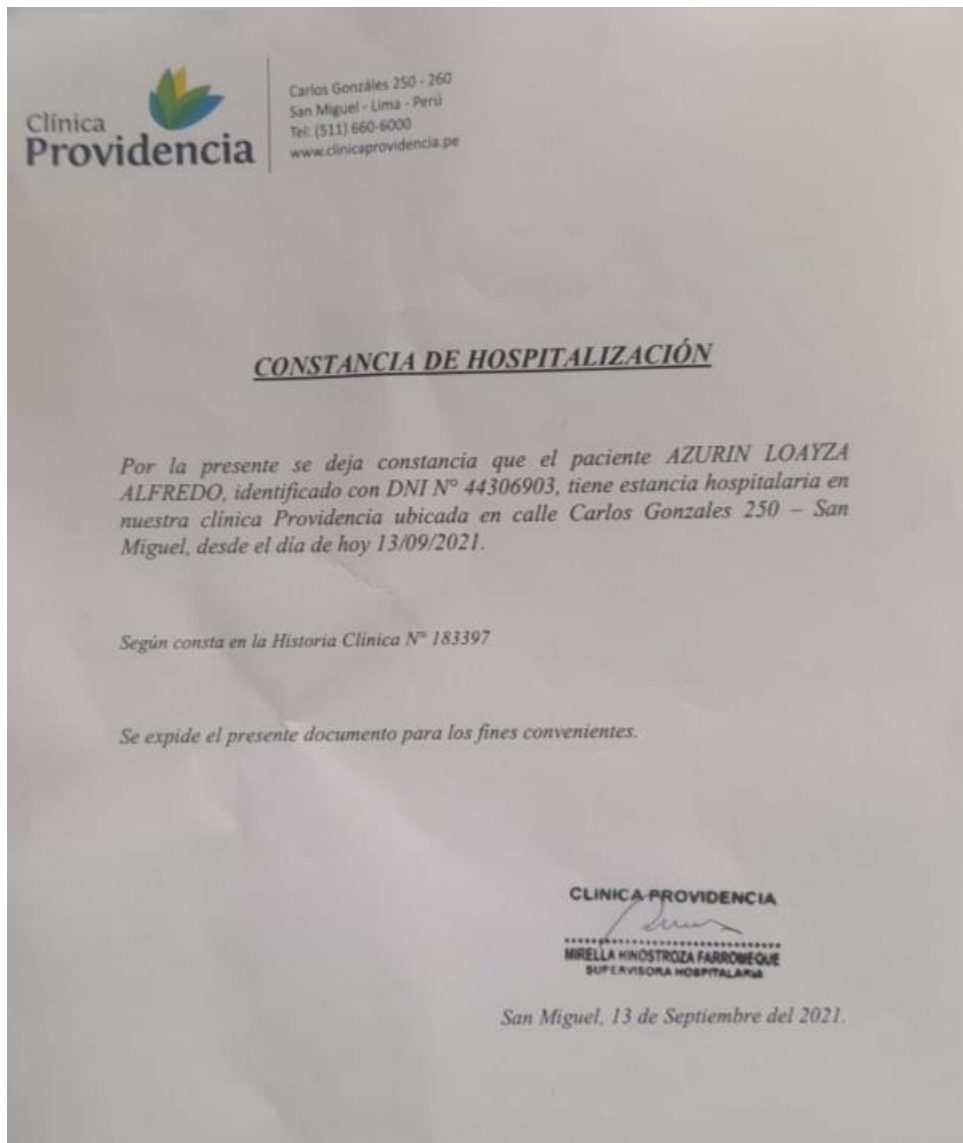 Clínica
Providencia
Carlos Gonzáles 250 - 260
San Miguel - Lima - Perú
Tel: (511) 660-6000
www.clinicaprovidencia.pe
CONSTANCIA DE HOSPITALIZACIÓN
Por la presente se deja constancia que el paciente AZURIN LOAYZA
ALFREDO, identificado con DNI N° 44306903, tiene estancia hospitalaria en
nuestra clínica Providencia ubicada en calle Carlos Gonzales 250 – San
Miguel, desde el día de hoy 13/09/2021.
Según consta en la Historia Clínica N° 183397
Se expide el presente documento para los fines convenientes.
CLINICA PROVIDENCIA
MIRELLA HINOSTROZA
SUPERVISORA HOSPITALARIA
San Miguel, 13 de Septiembre del 2021.